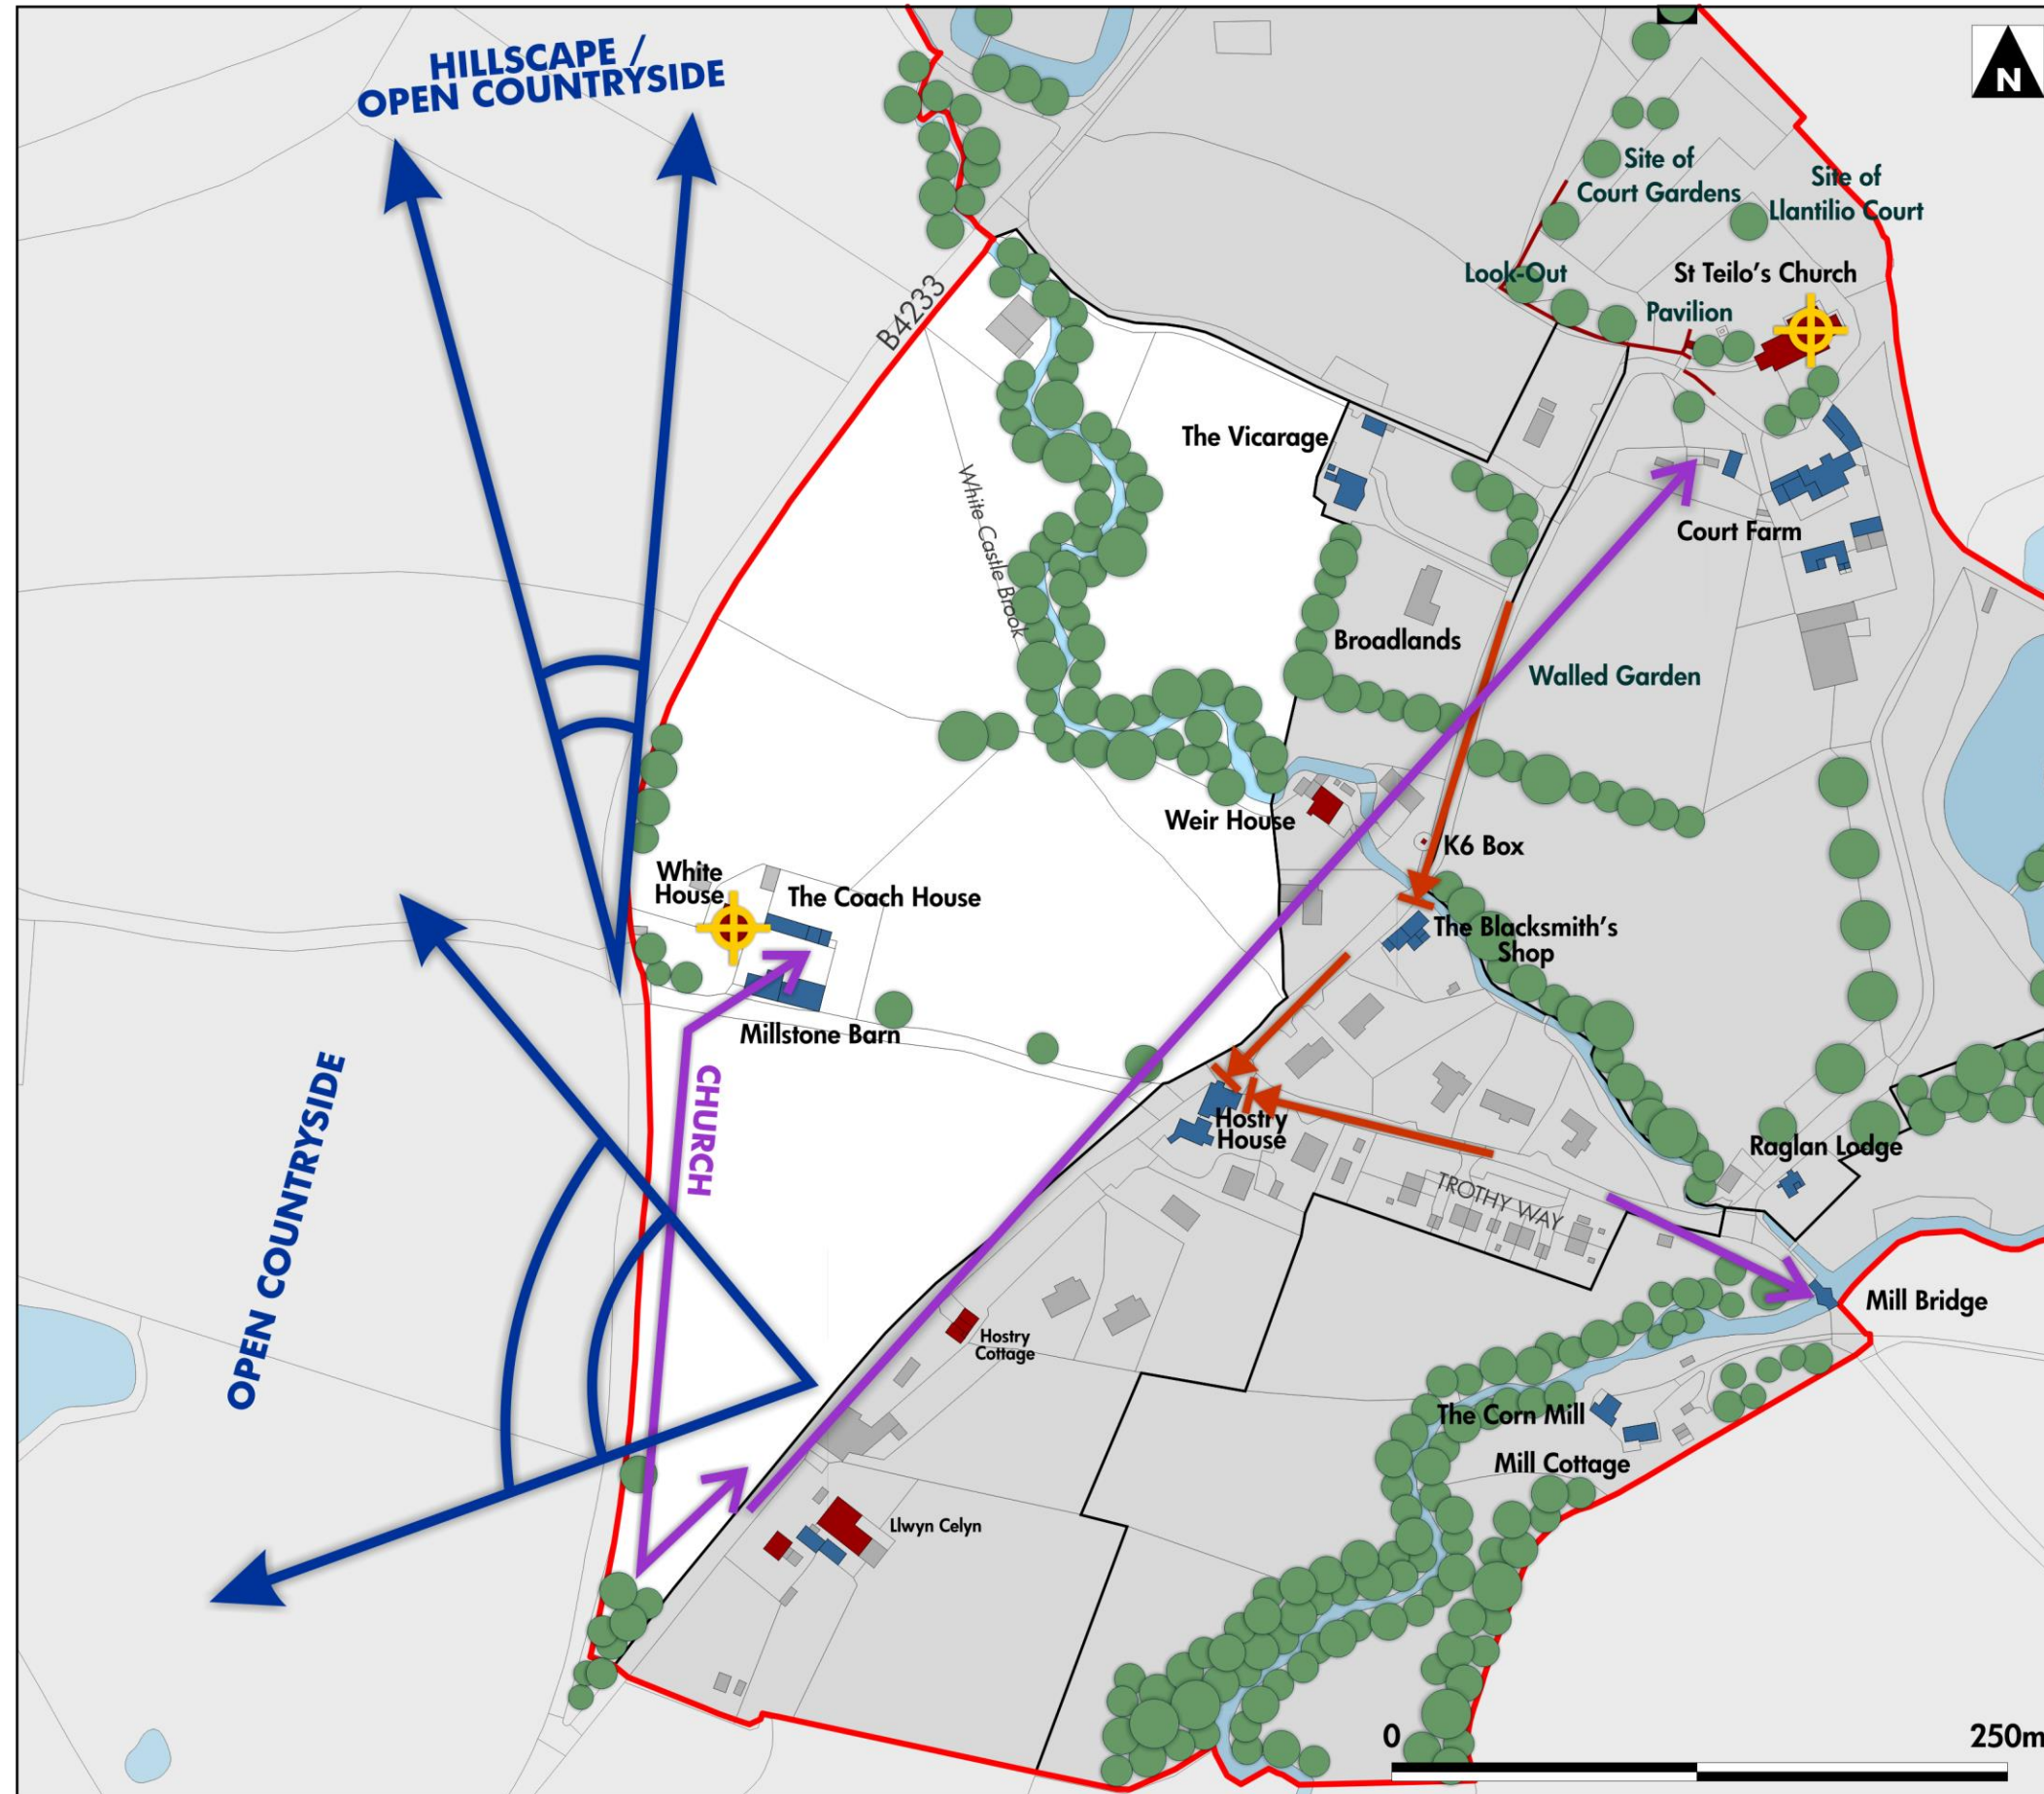 HILLSCAPE /
OPEN COUNTRYSIDE
N
Site of
Court Gardens
Site of
Llantilio Court
Look-Out
St Teilo's Church
Pavilion
B4233
The Vicarage
White Castle Brook
Court Farm
Broadlands
Walled Garden
Weir House
K6 Box
White
House
The Coach House
The Blacksmith's
Shop
Millstone Barn
CHURCH
OPEN COUNTRYSIDE
Hostry
House
Raglan Lodge
TROTHY WAY
Mill Bridge
Hostry
Cottage
The Corn Mill
Mill Cottage
Llwyn Celyn
0
250m